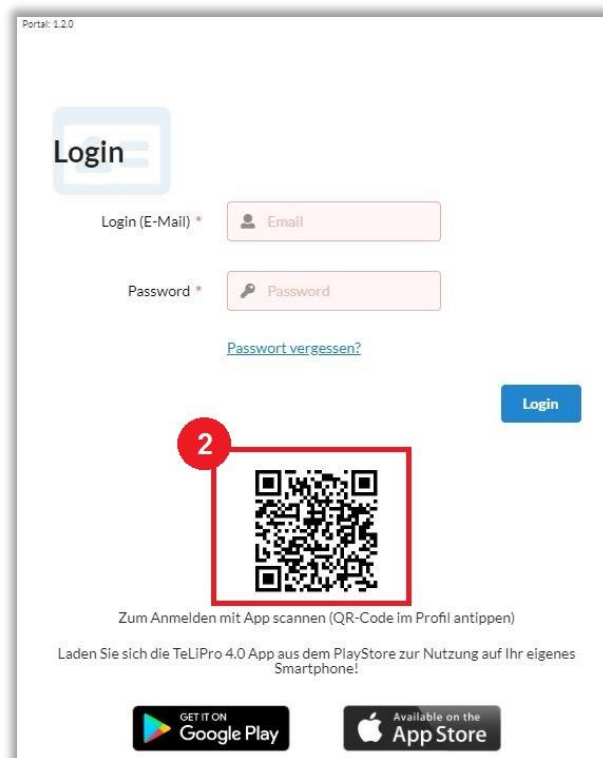 Portal: 1.2.0
Login
Login (E-Mail) *
Email
Password *
Password
Passwort vergessen?
Login
2
Zum Anmelden mit App scannen (QR-Code im Profil antippen)
Laden Sie sich die TeLiPro 4.0 App aus dem PlayStore zur Nutzung auf Ihr eigenes
Smartphone!
GET IT ON
Google Play
Available on the
App Store